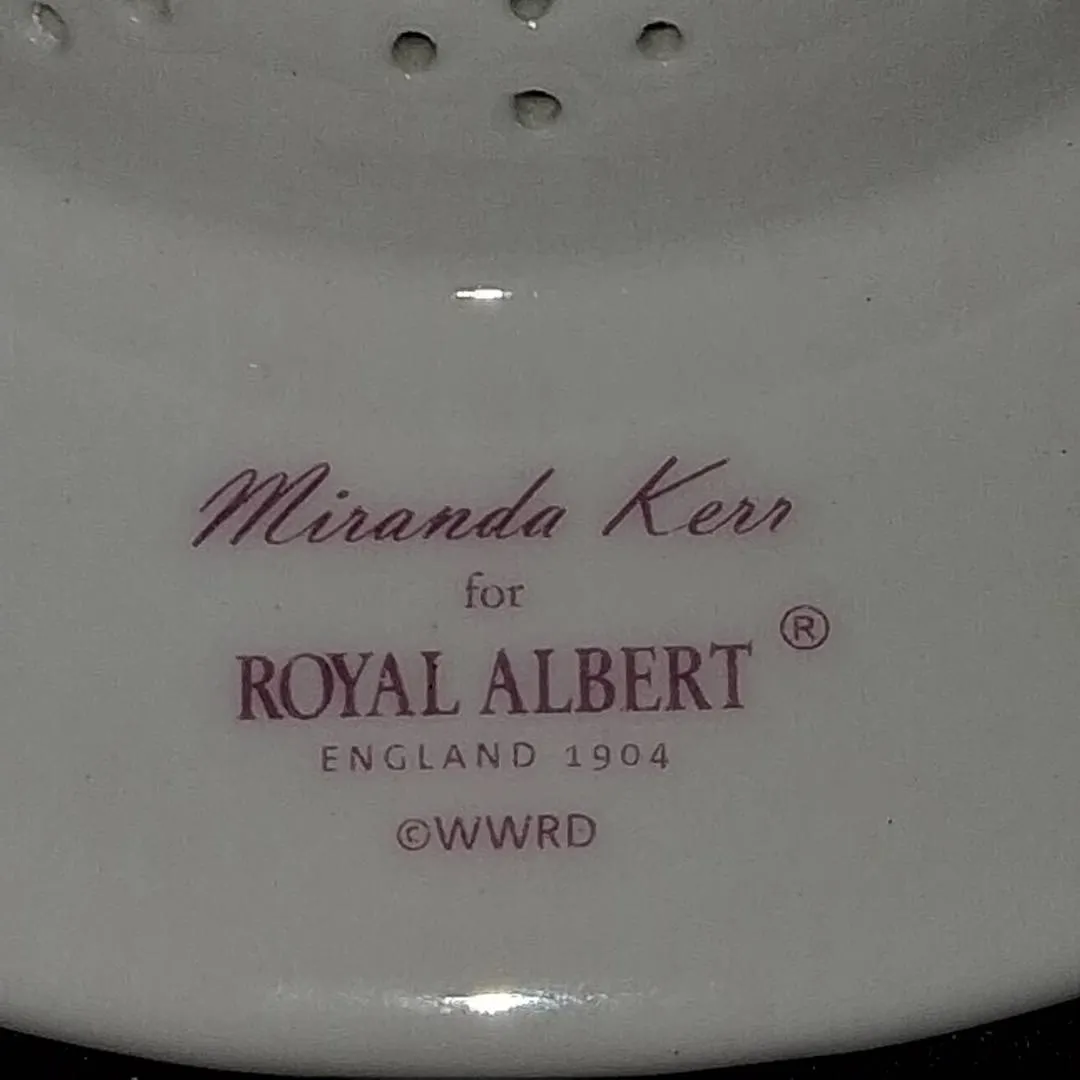 Miranda Kerr
for
ROYAL ALBERT ®
ENGLAND 1904
©WWRD